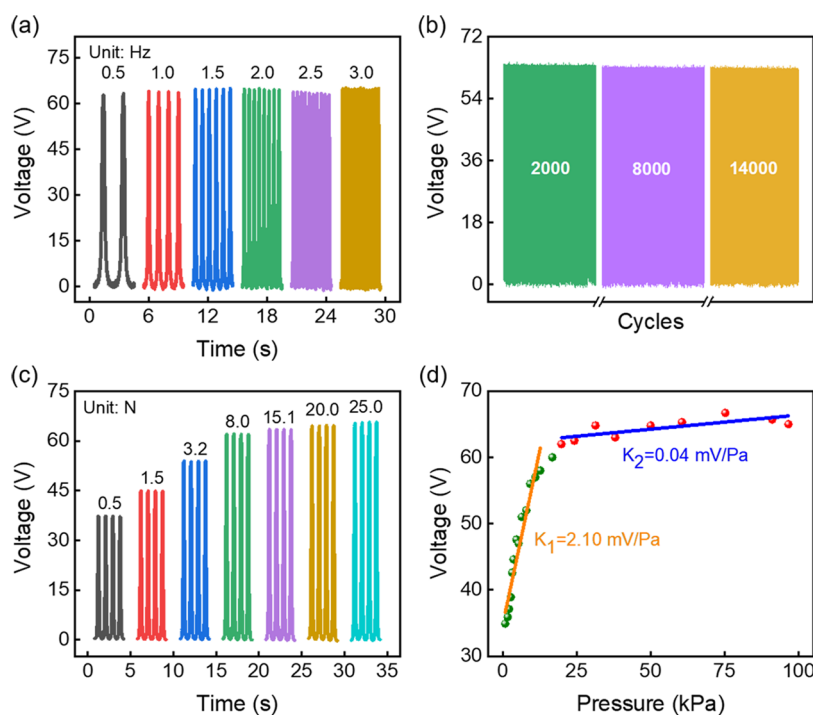 (a)
Unit: Hz
0.5 1.0 1.5 2.0 2.5 3.0
75
60
45
30
15
0
Voltage (V)
0 6 12 18 24 30
Time (s)
(b)
72
54
36
18
0
Voltage (V)
2000 8000 14000
Cycles
(c)
Unit: N
0.5 1.5 3.2 8.0 15.1 20.0 25.0
75
60
45
30
15
0
Voltage (V)
0 5 10 15 20 25 30 35
Time (s)
(d)
70
60
50
40
30
Voltage (V)
K2=0.04 mV/Pa
K1=2.10 mV/Pa
0 25 50 75 100
Pressure (kPa)